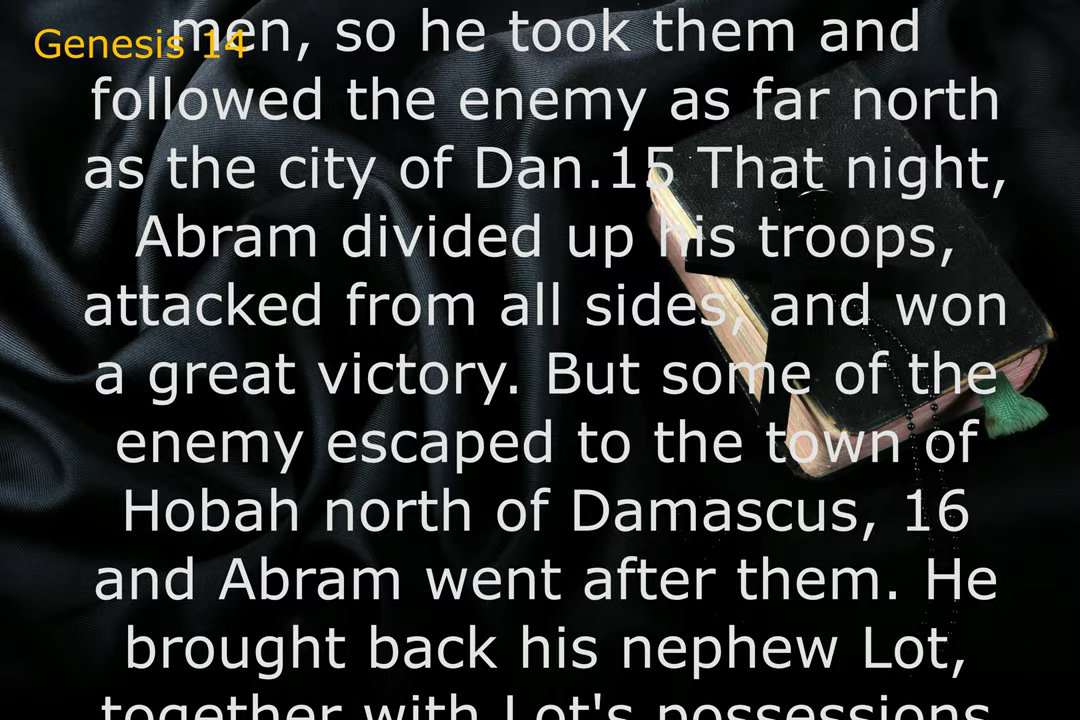 Genesis 14
men, so he took them and
followed the enemy as far north
as the city of Dan.15 That night,
Abram divided up his troops,
attacked from all sides, and won
a great victory. But some of the
enemy escaped to the town of
Hobah north of Damascus, 16
and Abram went after them. He
brought back his nephew Lot,
together with Lot's possessions